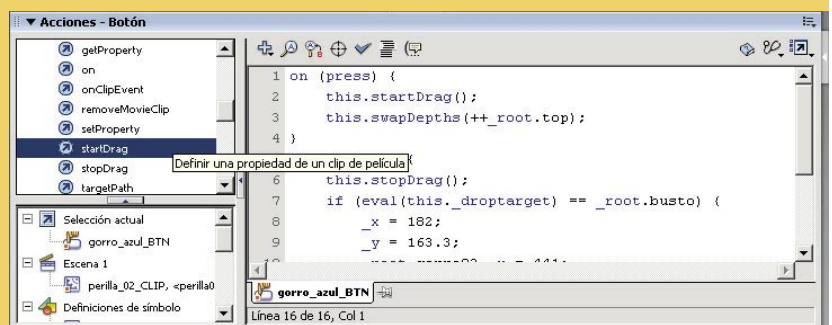 Acciones - Botón
getProperty
on
onClipEvent
removeMovieClip
setProperty
startDrag
stopDrag
targetPath
Definir una propiedad de un clip de película
Selección actual
gorro_azul_BTN
Escena 1
perilla_02_CLIP, <perilla0
Definiciones de símbolo
1 on (press) {
2 this.startDrag();
3 this.swapDepths(++_root.top);
4 }
{
6 this.stopDrag();
7 if (eval(this._droptarget) == _root.busto) {
8 _x = 182;
9 _y = 163.3;
gorro_azul_BTN
Línea 16 de 16, Col 1